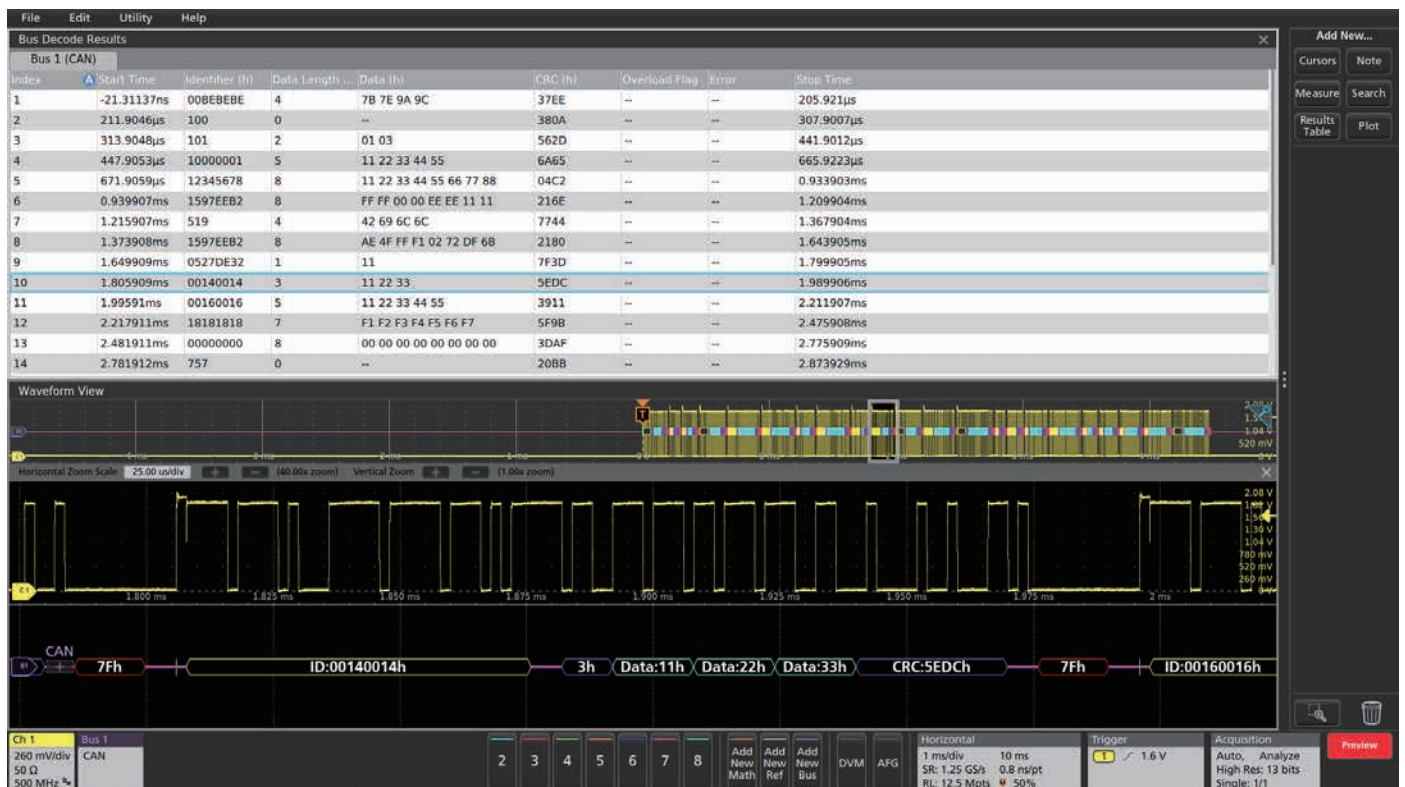 File Edit Utility Help
Bus Decode Results
Bus 1 (CAN)
Index Start Time Identifier (h) Data Length ... Data (h) CRC (h) Overload Flag Error Stop Time
1 -21.31137ns 00BEBEBE 4 7B 7E 9A 9C 37EE -- -- 205.921µs
2 211.9046µs 100 0 -- 380A -- -- 307.9007µs
3 313.9048µs 101 2 01 03 562D -- -- 441.9012µs
4 447.9053µs 10000001 5 11 22 33 44 55 6A65 -- -- 665.9223µs
5 671.9059µs 12345678 8 11 22 33 44 55 66 77 88 04C2 -- -- 0.933903ms
6 0.939907ms 1597EEB2 8 FF FF 00 00 EE EE 11 11 216E -- -- 1.209904ms
7 1.215907ms 519 4 42 69 6C 6C 7744 -- -- 1.367904ms
8 1.373908ms 1597EEB2 8 AE 4F FF F1 02 72 DF 6B 2180 -- -- 1.643905ms
9 1.649909ms 0527DE32 1 11 7F3D -- -- 1.799905ms
10 1.805909ms 00140014 3 11 22 33 5EDC -- -- 1.989906ms
11 1.99591ms 00160016 5 11 22 33 44 55 3911 -- -- 2.211907ms
12 2.217911ms 18181818 7 F1 F2 F3 F4 F5 F6 F7 5F9B -- -- 2.475908ms
13 2.481911ms 00000000 8 00 00 00 00 00 00 00 00 3DAF -- -- 2.775909ms
14 2.781912ms 757 0 -- 20BB -- -- 2.873929ms
Add New...
Cursors Note
Measure Search
Results Table Plot
Waveform View
T
1.04 V
520 mV
Horizontal Zoom Scale 25.00 us/div (40.00x zoom) Vertical Zoom (1.00x zoom)
2.08 V
1.30 V
1.04 V
780 mV
520 mV
260 mV
C1
1.800 ms 1.825 ms 1.850 ms 1.875 ms 1.900 ms 1.925 ms 1.950 ms 1.975 ms 2 ms
CAN
B1 7Fh ID:00140014h 3h Data:11h Data:22h Data:33h CRC:5EDCh 7Fh ID:00160016h
Ch 1
260 mV/div
50 Ω
500 MHz
Bus 1
CAN
2 3 4 5 6 7 8
Add New Math
Add New Ref
Add New Bus
DVM AFG
Horizontal
1 ms/div 10 ms
SR: 1.25 GS/s 0.8 ns/pt
RL: 12.5 Mpts 50%
Trigger
1 1.6 V
Acquisition
Auto, Analyze
High Res: 13 bits
Single: 1/1
Preview